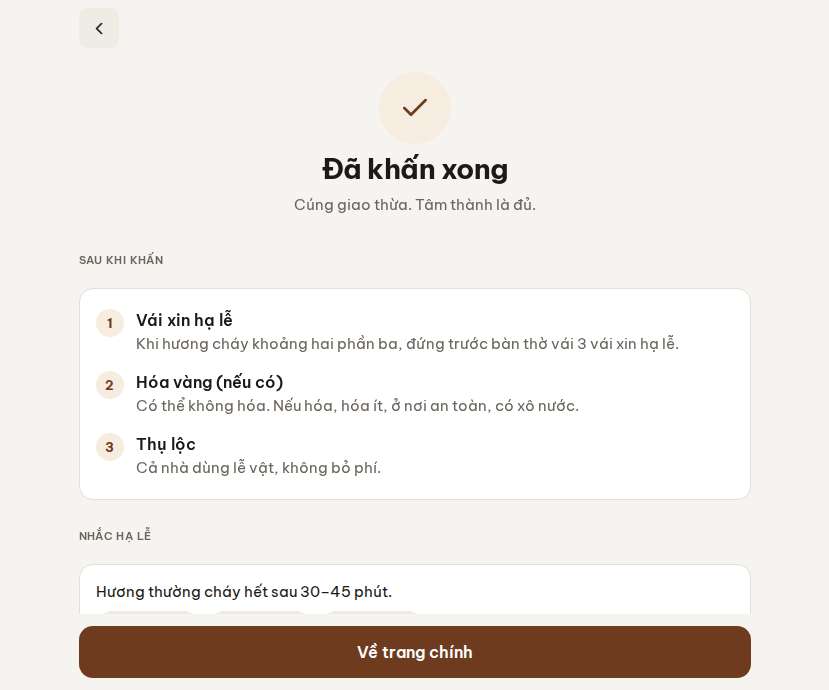 Đã khấn xong
Cúng giao thừa. Tâm thành là đủ.
SAU KHI KHẤN
1 Vái xin hạ lễ
Khi hương cháy khoảng hai phần ba, đứng trước bàn thờ vái 3 vái xin hạ lễ.
2 Hóa vàng (nếu có)
Có thể không hóa. Nếu hóa, hóa ít, ở nơi an toàn, có xô nước.
3 Thụ lộc
Cả nhà dùng lễ vật, không bỏ phí.
NHẮC HẠ LỄ
Hương thường cháy hết sau 30–45 phút.
Về trang chính